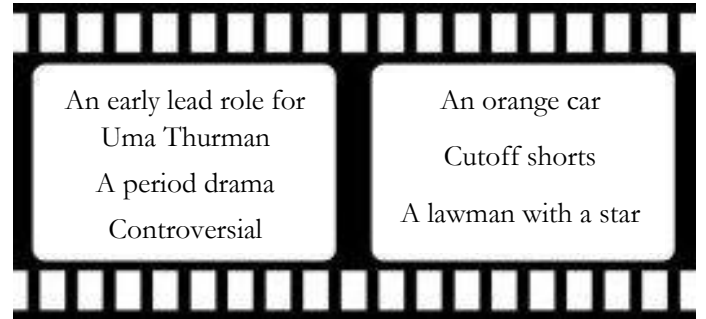 An early lead role for
Uma Thurman
A period drama
Controversial
An orange car
Cutoff shorts
A lawman with a star